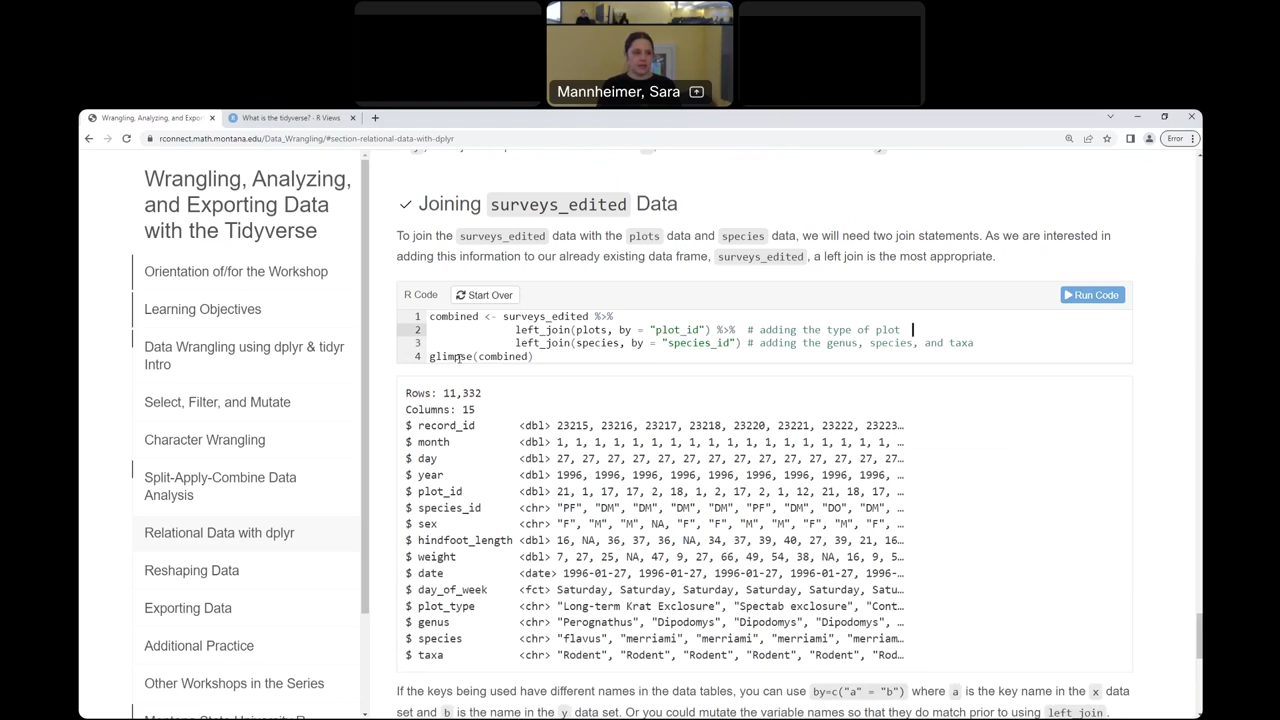 Mannheimer, Sara
Wrangling, Analyzing, and Expor
What is the tidyverse? · R Views
rconnect.math.montana.edu/Data_Wrangling/#section-relational-data-with-dplyr
Error
Wrangling, Analyzing,
and Exporting Data
with the Tidyverse
Orientation of/for the Workshop
Learning Objectives
Data Wrangling using dplyr & tidyr
Intro
Select, Filter, and Mutate
Character Wrangling
Split-Apply-Combine Data
Analysis
Relational Data with dplyr
Reshaping Data
Exporting Data
Additional Practice
Other Workshops in the Series
Joining surveys_edited Data
To join the surveys_edited data with the plots data and species data, we will need two join statements. As we are interested in
adding this information to our already existing data frame, surveys_edited, a left join is the most appropriate.
R Code Start Over Run Code
1 combined <- surveys_edited %>%
2 left_join(plots, by = "plot_id") %>% # adding the type of plot
3 left_join(species, by = "species_id") # adding the genus, species, and taxa
4 glimpse(combined)
Rows: 11,332
Columns: 15
$ record_id <dbl> 23215, 23216, 23217, 23218, 23220, 23221, 23222, 23223…
$ month <dbl> 1, 1, 1, 1, 1, 1, 1, 1, 1, 1, 1, 1, 1, 1, 1, 1, 1, 1, …
$ day <dbl> 27, 27, 27, 27, 27, 27, 27, 27, 27, 27, 27, 27, 27, 27…
$ year <dbl> 1996, 1996, 1996, 1996, 1996, 1996, 1996, 1996, 1996, …
$ plot_id <dbl> 21, 1, 17, 17, 2, 18, 1, 2, 17, 2, 1, 12, 21, 18, 17, …
$ species_id <chr> "PF", "DM", "DM", "DM", "DM", "PF", "DM", "DO", "DM", …
$ sex <chr> "F", "M", "M", NA, "F", "F", "M", "M", "F", "M", "F", …
$ hindfoot_length <dbl> 16, NA, 36, 37, 36, NA, 34, 37, 39, 40, 27, 39, 21, 16…
$ weight <dbl> 7, 27, 25, NA, 47, 9, 27, 66, 49, 54, 38, NA, 16, 9, 5…
$ date <date> 1996-01-27, 1996-01-27, 1996-01-27, 1996-01-27, 1996-…
$ day_of_week <fct> Saturday, Saturday, Saturday, Saturday, Saturday, Satu…
$ plot_type <chr> "Long-term Krat Exclosure", "Spectab exclosure", "Cont…
$ genus <chr> "Perognathus", "Dipodomys", "Dipodomys", "Dipodomys", …
$ species <chr> "flavus", "merriami", "merriami", "merriami", "merriam…
$ taxa <chr> "Rodent", "Rodent", "Rodent", "Rodent", "Rodent", "Rod…
If the keys being used have different names in the data tables, you can use by=c("a" = "b") where a is the key name in the x data
set and b is the name in the y data set. Or you could mutate the variable names so that they do match prior to using left_join.